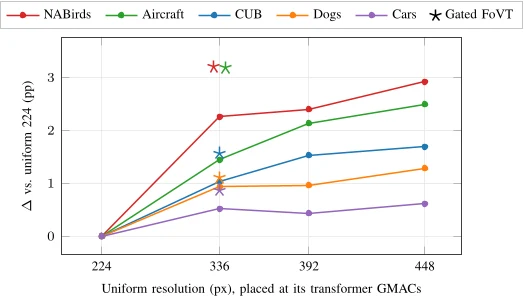 NABirds Aircraft CUB Dogs Cars Gated FoVT
3
2
1
0
Δ vs. uniform 224 (pp)
224 336 392 448
Uniform resolution (px), placed at its transformer GMACs